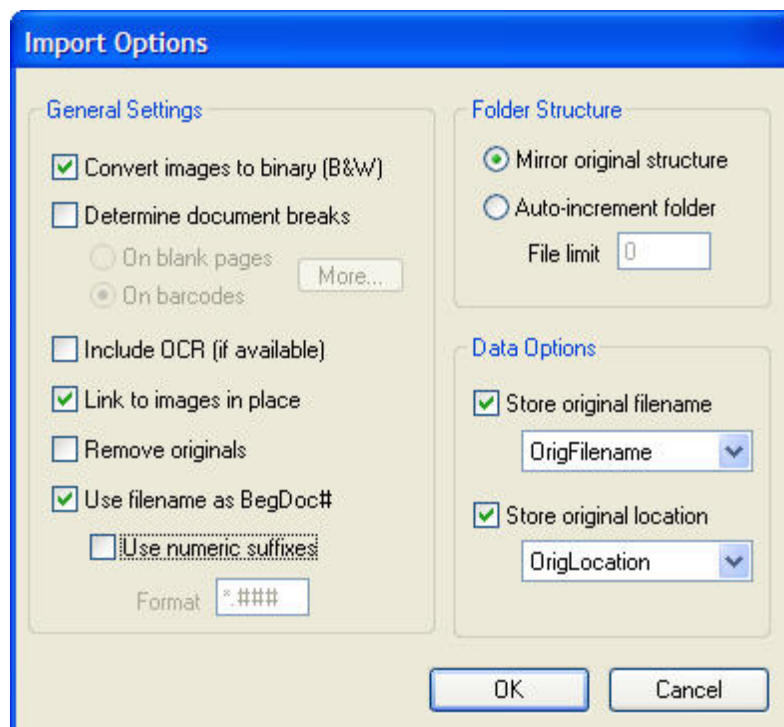 Import Options
General Settings
Convert images to binary (B&W)
Determine document breaks
On blank pages
On barcodes
More...
Include OCR (if available)
Link to images in place
Remove originals
Use filename as BegDoc#
Use numeric suffixes
Format *.###
Folder Structure
Mirror original structure
Auto-increment folder
File limit 0
Data Options
Store original filename
OrigFilename
Store original location
OrigLocation
OK
Cancel